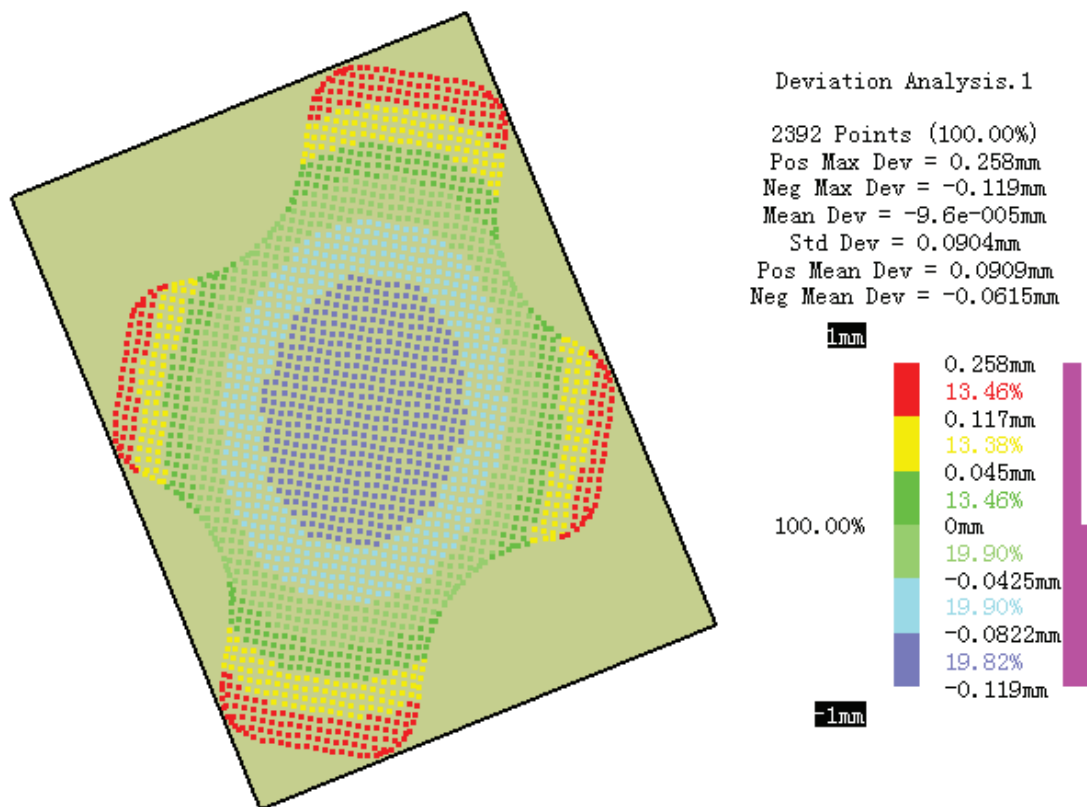 Deviation Analysis.1
2392 Points (100.00%)
Pos Max Dev = 0.258mm
Neg Max Dev = -0.119mm
Mean Dev = -9.6e-005mm
Std Dev = 0.0904mm
Pos Mean Dev = 0.0909mm
Neg Mean Dev = -0.0615mm
1mm
0.258mm
13.46%
0.117mm
13.38%
0.045mm
13.46%
100.00% 0mm
19.90%
-0.0425mm
19.90%
-0.0822mm
19.82%
-0.119mm
-1mm